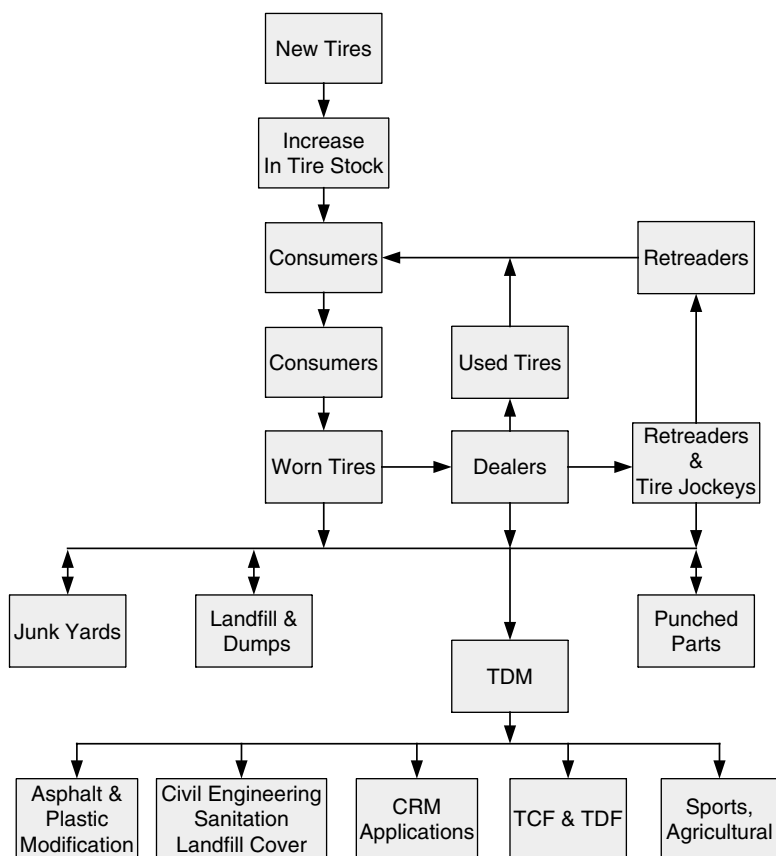 New Tires
Increase
In Tire Stock
Consumers
Retreaders
Consumers
Used Tires
Worn Tires
Dealers
Retreaders
&
Tire Jockeys
Junk Yards
Landfill &
Dumps
Punched
Parts
TDM
Asphalt &
Plastic
Modification
Civil Engineering
Sanitation
Landfill Cover
CRM
Applications
TCF & TDF
Sports,
Agricultural